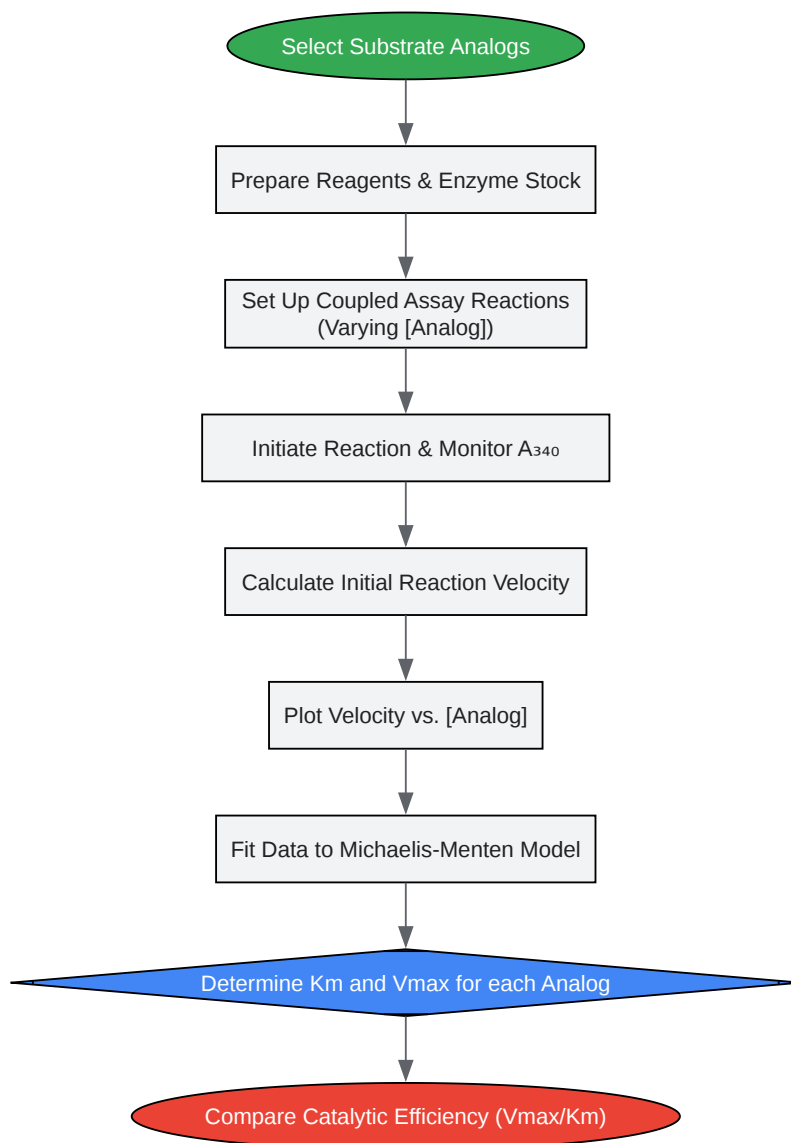 Select Substrate Analogs
Prepare Reagents & Enzyme Stock
Set Up Coupled Assay Reactions
(Varying [Analog])
Initiate Reaction & Monitor A₃₄₀
Calculate Initial Reaction Velocity
Plot Velocity vs. [Analog]
Fit Data to Michaelis-Menten Model
Determine Km and Vmax for each Analog
Compare Catalytic Efficiency (Vmax/Km)